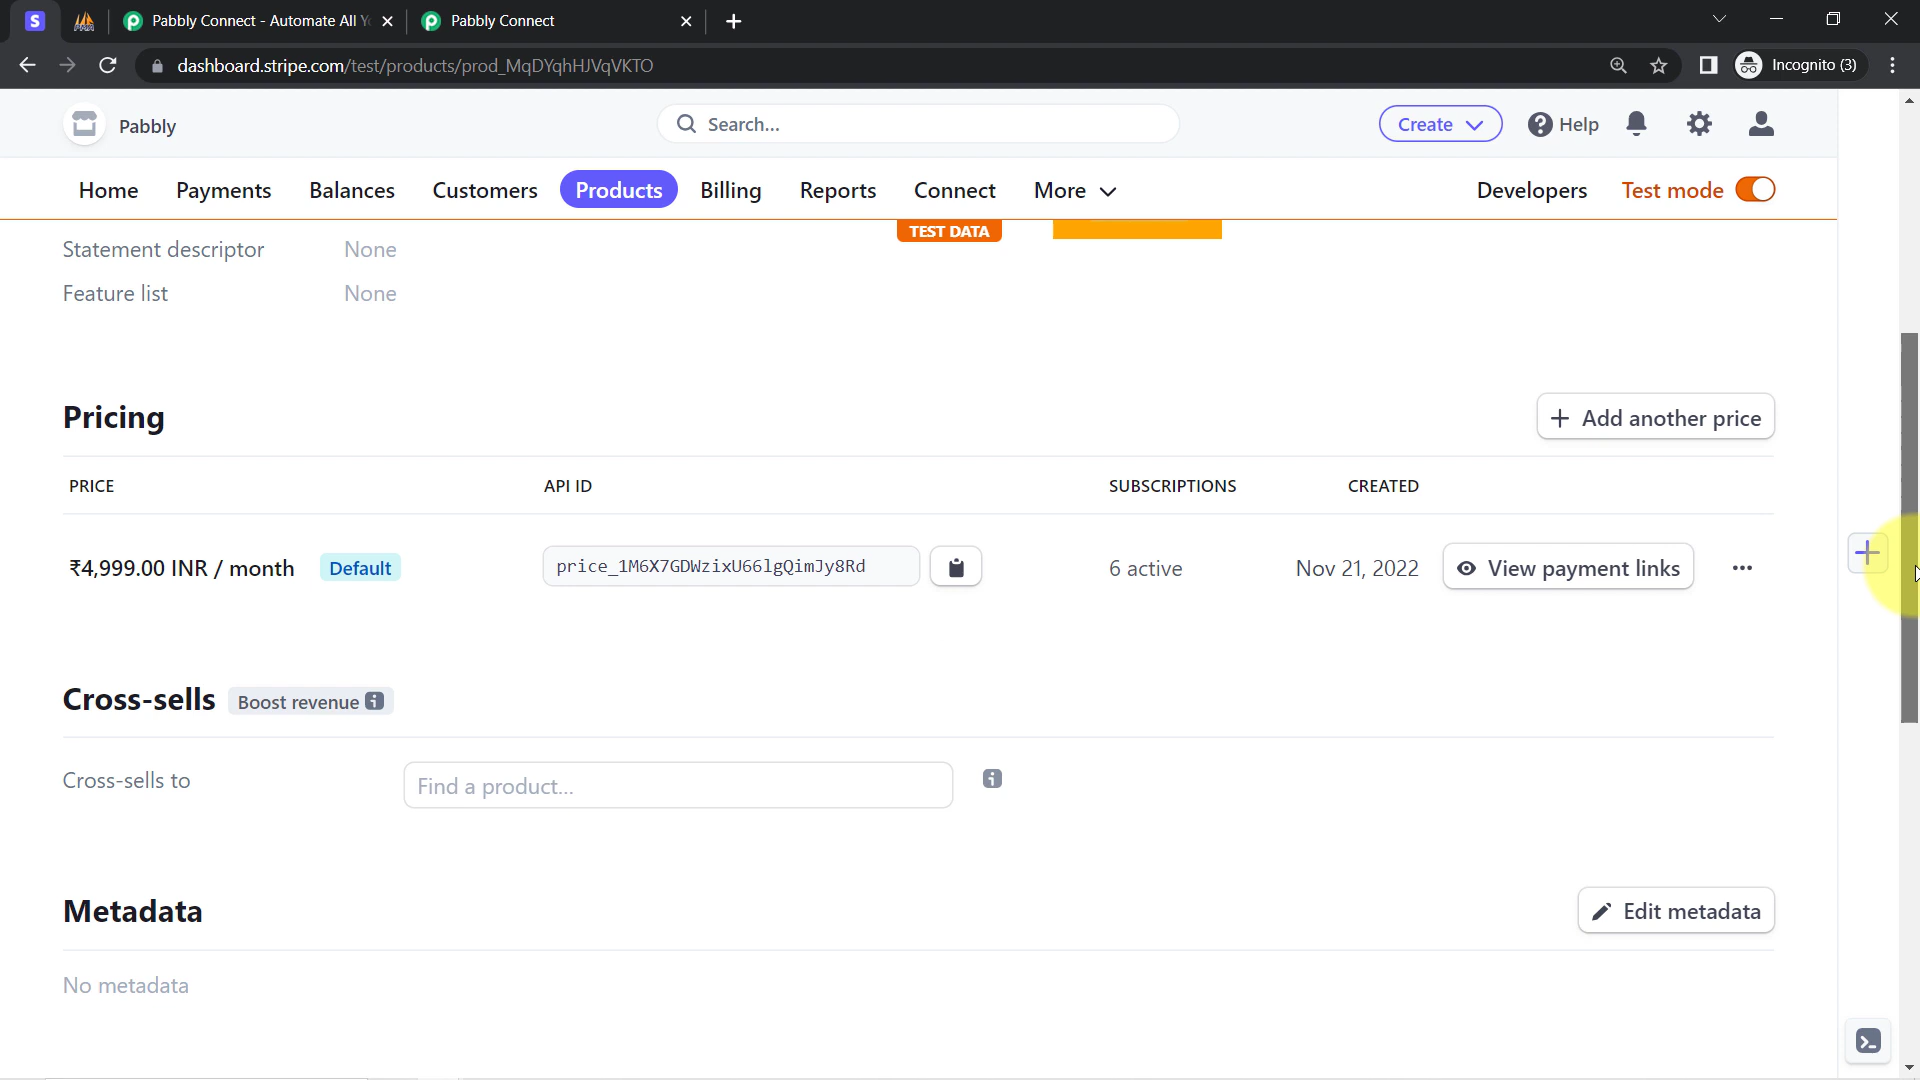 S
PMA
Pabbly Connect - Automate All Y
Pabbly Connect
dashboard.stripe.com/test/products/prod_MqDYqhHJVqVKTO
Incognito (3)
Pabbly
Search...
Create
Help
Home
Payments
Balances
Customers
Products
Billing
Reports
Connect
More
Developers
Test mode
TEST DATA
Statement descriptor None
Feature list None
Pricing
+ Add another price
PRICE API ID SUBSCRIPTIONS CREATED
₹4,999.00 INR / month Default price_1M6X7GDWzixU66lgQimJy8Rd 6 active Nov 21, 2022 View payment links
Cross-sells Boost revenue
Cross-sells to Find a product...
Metadata
Edit metadata
No metadata